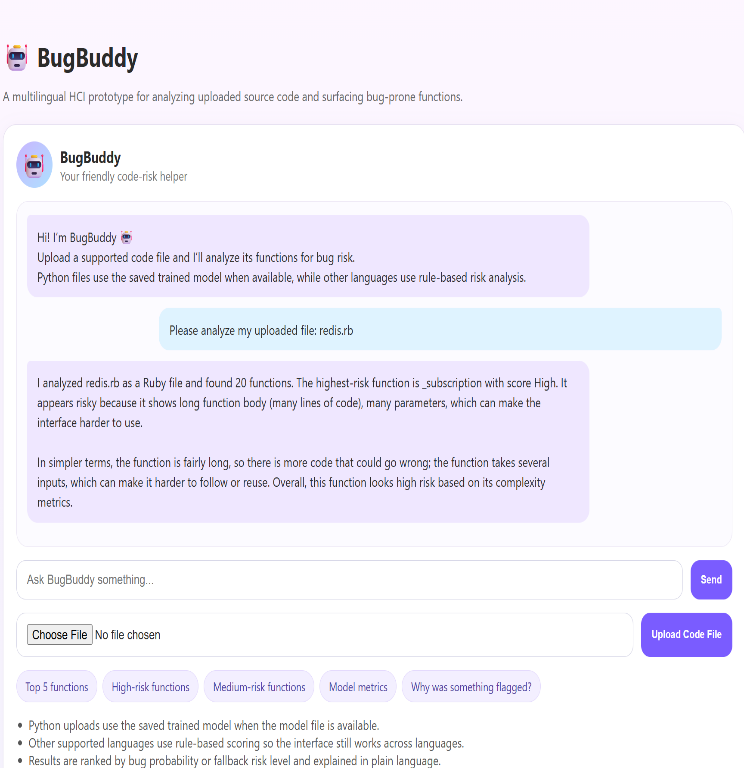 BugBuddy
A multilingual HCI prototype for analyzing uploaded source code and surfacing bug-prone functions.
BugBuddy
Your friendly code-risk helper
Hi! I'm BugBuddy
Upload a supported code file and I'll analyze its functions for bug risk.
Python files use the saved trained model when available, while other languages use rule-based risk analysis.
Please analyze my uploaded file: redis.rb
I analyzed redis.rb as a Ruby file and found 20 functions. The highest-risk function is _subscription with score High. It
appears risky because it shows long function body (many lines of code), many parameters, which can make the
interface harder to use.
In simpler terms, the function is fairly long, so there is more code that could go wrong; the function takes several
inputs, which can make it harder to follow or reuse. Overall, this function looks high risk based on its complexity
metrics.
Ask BugBuddy something...
Send
Choose File No file chosen
Upload Code File
Top 5 functions
High-risk functions
Medium-risk functions
Model metrics
Why was something flagged?
• Python uploads use the saved trained model when the model file is available.
• Other supported languages use rule-based scoring so the interface still works across languages.
• Results are ranked by bug probability or fallback risk level and explained in plain language.